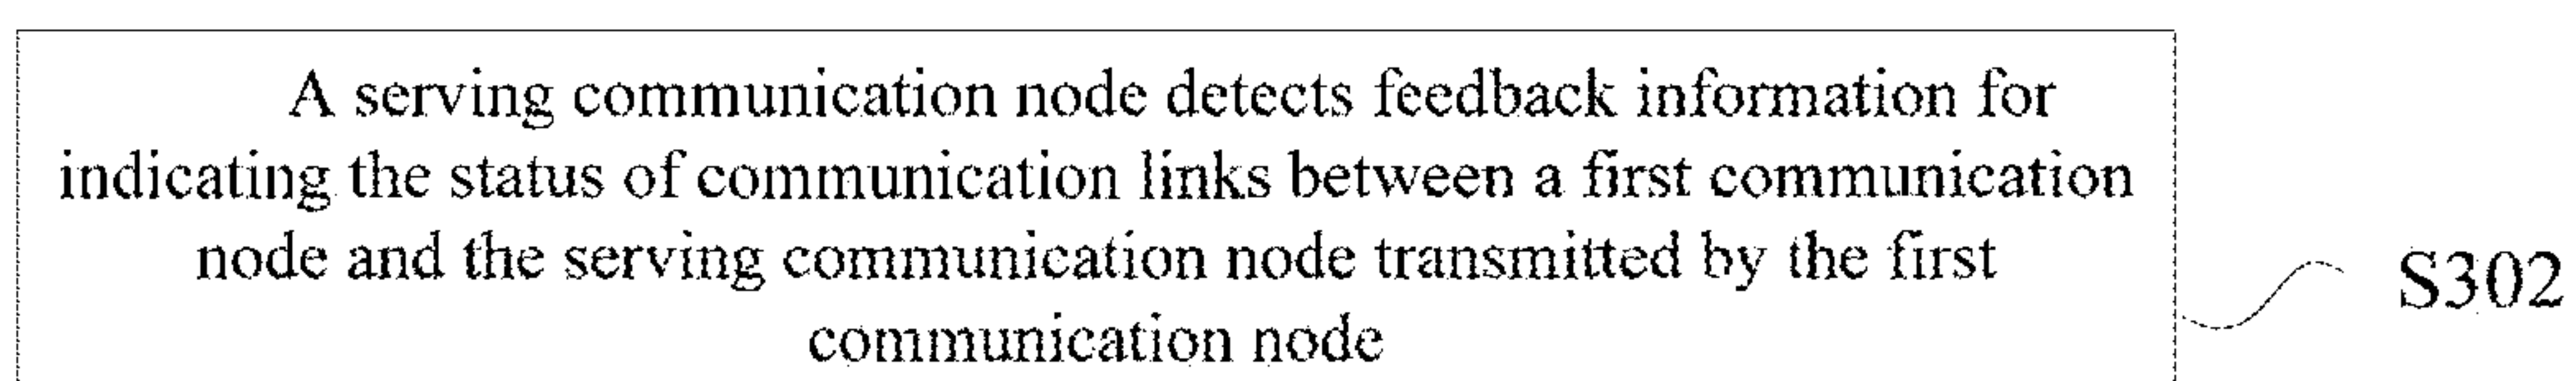 A serving communication node detects feedback information for
indicating the status of communication links between a first communication
node and the serving communication node transmitted by the first
communication node
S302